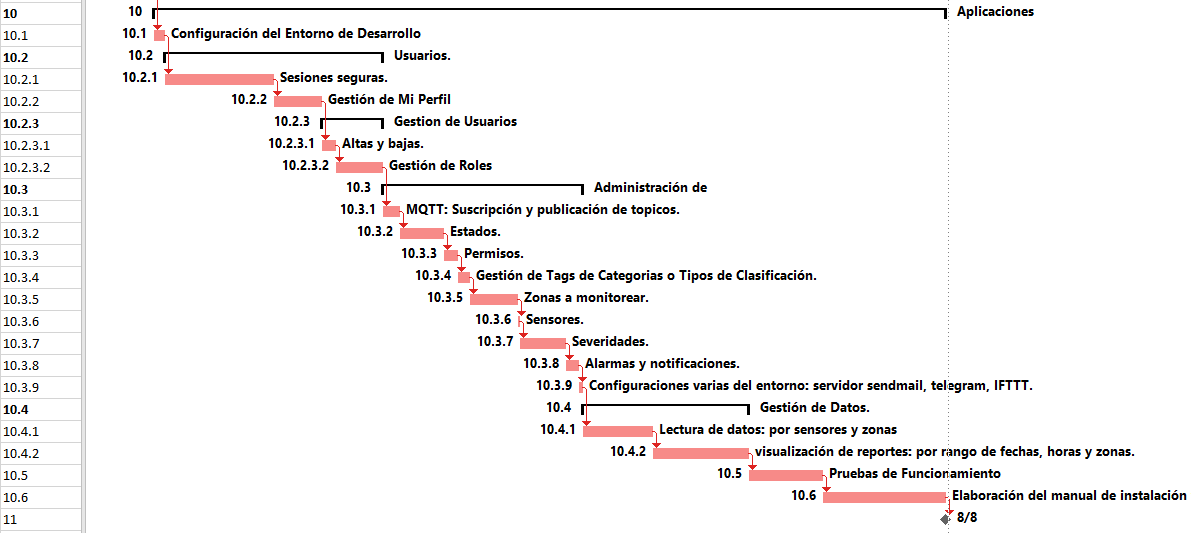 10 10 Aplicaciones
10.1 10.1 Configuración del Entorno de Desarrollo
10.2 10.2 Usuarios.
10.2.1 10.2.1 Sesiones seguras.
10.2.2 10.2.2 Gestión de Mi Perfil
10.2.3 10.2.3 Gestion de Usuarios
10.2.3.1 10.2.3.1 Altas y bajas.
10.2.3.2 10.2.3.2 Gestión de Roles
10.3 10.3 Administración de
10.3.1 10.3.1 MQTT: Suscripción y publicación de topicos.
10.3.2 10.3.2 Estados.
10.3.3 10.3.3 Permisos.
10.3.4 10.3.4 Gestión de Tags de Categorias o Tipos de Clasificación.
10.3.5 10.3.5 Zonas a monitorear.
10.3.6 10.3.6 Sensores.
10.3.7 10.3.7 Severidades.
10.3.8 10.3.8 Alarmas y notificaciones.
10.3.9 10.3.9 Configuraciones varias del entorno: servidor sendmail, telegram, IFTTT.
10.4 10.4 Gestión de Datos.
10.4.1 10.4.1 Lectura de datos: por sensores y zonas
10.4.2 10.4.2 visualización de reportes: por rango de fechas, horas y zonas.
10.5 10.5 Pruebas de Funcionamiento
10.6 10.6 Elaboración del manual de instalación
11 8/8